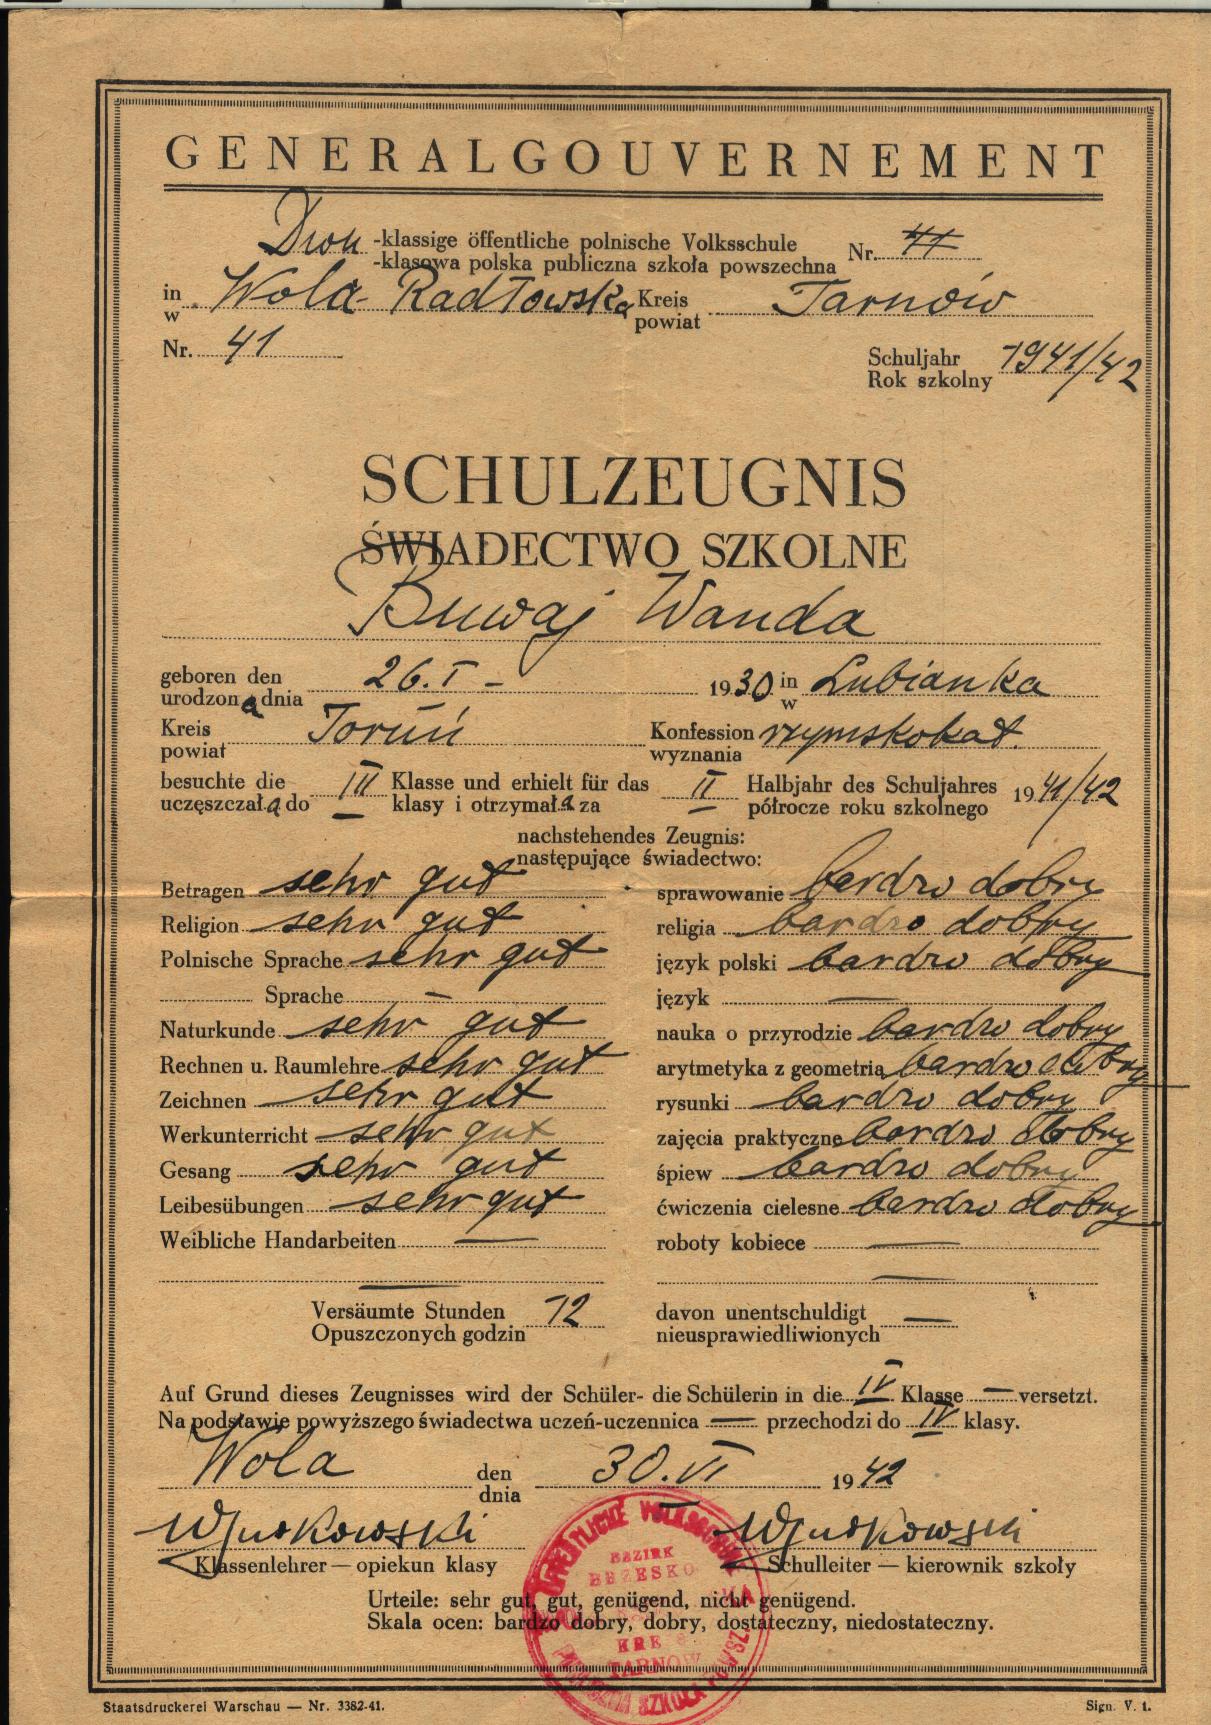 GENERALGOUVERNEMENT
Dwu -klassige öffentliche polnische Volksschule Nr. 41
-klasowa polska publiczna szkoła powszechna
in Wola-Radłowska Kreis Tarnów
w powiat
Nr. 41
Schuljahr 1941/42
Rok szkolny
SCHULZEUGNIS
ŚWIADECTWO SZKOLNE
Buwaj Wanda
geboren den 26.I- 1930 in Lubianka
urodzona dnia w
Kreis Toruń Konfession rzymskokat.
powiat wyznania
besuchte die III Klasse und erhielt für das II Halbjahr des Schuljahres 1941/42
uczęszczała do klasy i otrzymała za półrocze roku szkolnego
nachstehendes Zeugnis:
następujące świadectwo:
Betragen sehr gut sprawowanie bardzo dobry
Religion sehr gut religia bardzo dobry
Polnische Sprache sehr gut język polski bardzo dobry
Sprache — język —
Naturkunde sehr gut nauka o przyrodzie bardzo dobry
Rechnen u. Raumlehre sehr gut arytmetyka z geometrią bardzo dobry
Zeichnen sehr gut rysunki bardzo dobry
Werkunterricht sehr gut zajęcia praktyczne bardzo dobry
Gesang sehr gut śpiew bardzo dobry
Leibesübungen sehr gut ćwiczenia cielesne bardzo dobry
Weibliche Handarbeiten — roboty kobiece —
— —
Versäumte Stunden 12 davon unentschuldigt —
Opuszczonych godzin nieusprawiedliwionych
Auf Grund dieses Zeugnisses wird der Schüler- die Schülerin in die IV Klasse — versetzt.
Na podstawie powyższego świadectwa uczeń-uczennica — przechodzi do IV klasy.
Wola den 30.VI 1942
dnia
Klassenlehrer — opiekun klasy Schulleiter — kierownik szkoły
BEZIRK
BRZESKO
TARNOW
Urteile: sehr gut, gut, genügend, nicht genügend.
Skala ocen: bardzo dobry, dobry, dostateczny, niedostateczny.
Staatsdruckerei Warschau — Nr. 3382-41. Sign. V. 1.